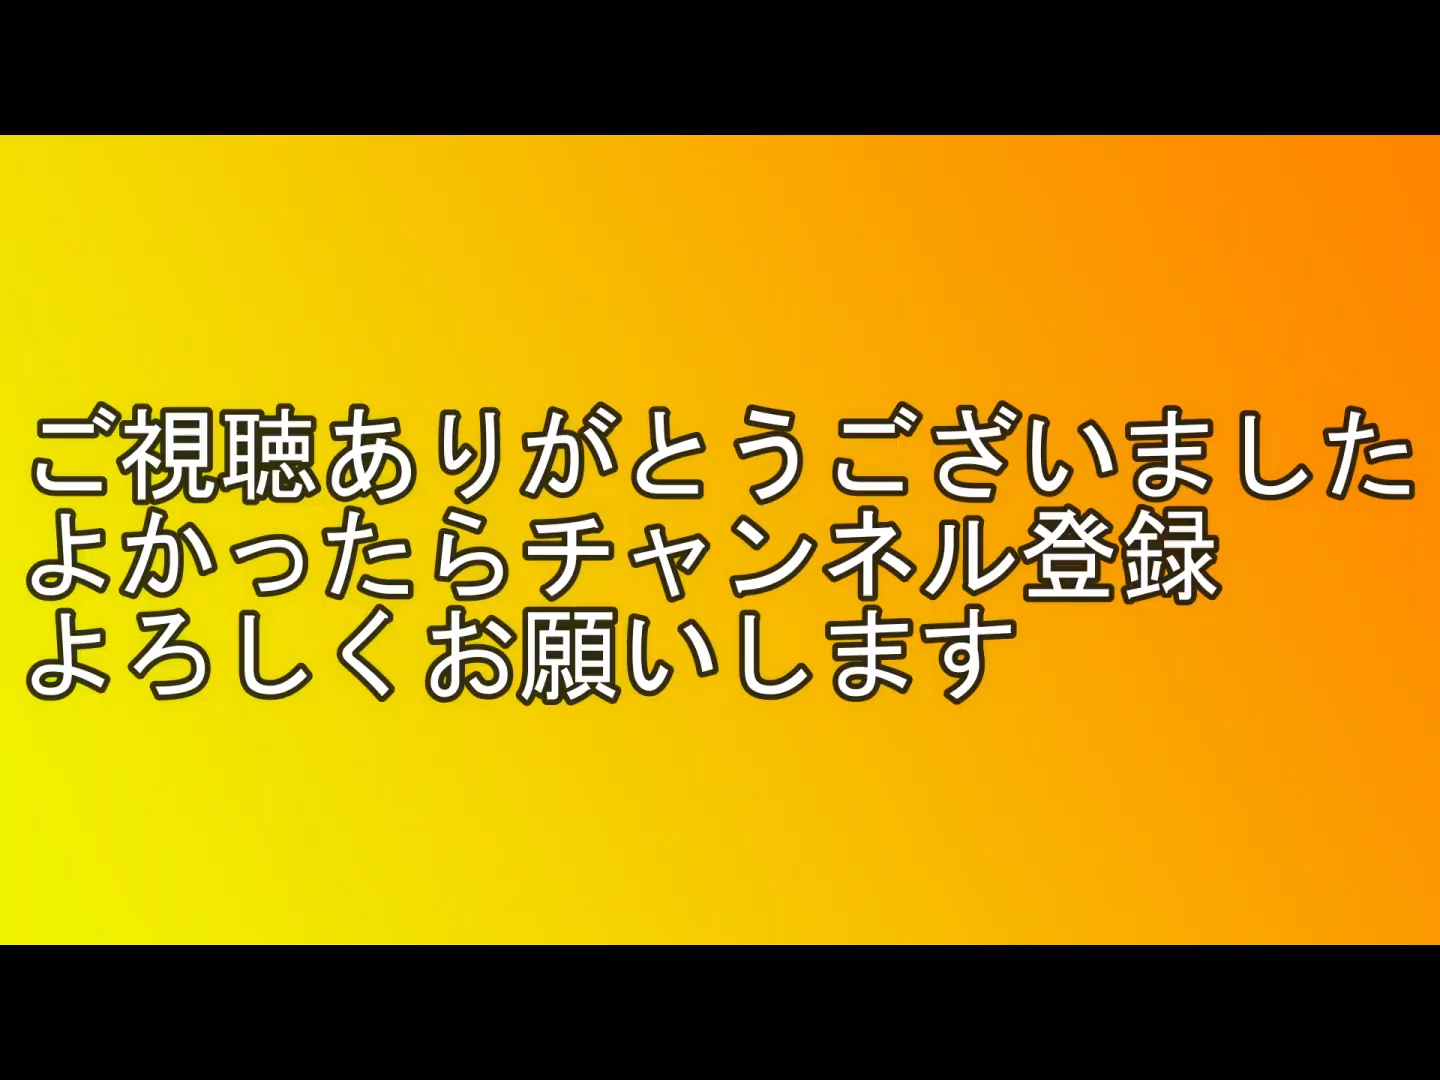 ご視聴ありがとうございました
よかったらチャンネル登録
よろしくお願いします